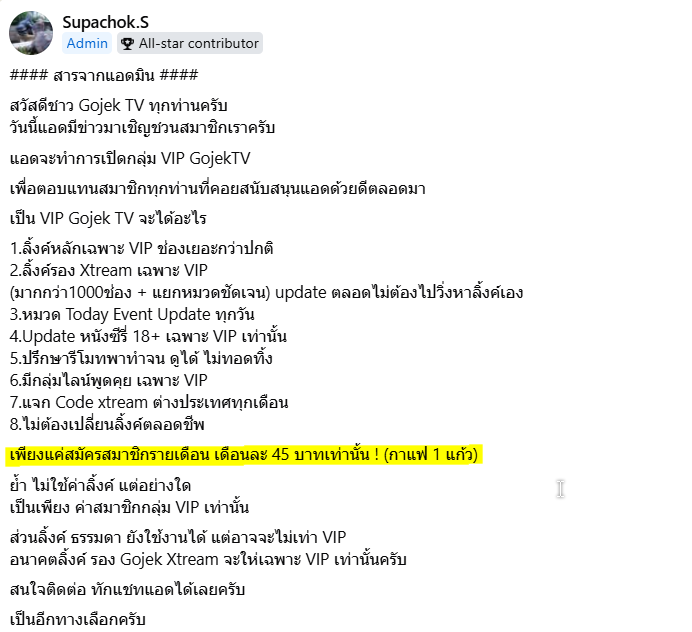 Supachok.S
Admin All-star contributor
#### สารจากแอดมิน ####
สวัสดีชาว Gojek TV ทุกท่านครับ
วันนี้แอดมีข่าวมาเชิญชวนสมาชิกเราครับ
แอดจะทำการเปิดกลุ่ม VIP GojekTV
เพื่อตอบแทนสมาชิกทุกท่านที่คอยสนับสนุนแอดด้วยดีตลอดมา
เป็น VIP Gojek TV จะได้อะไร
1.ลิ้งค์หลักเฉพาะ VIP ช่องเยอะกว่าปกติ
2.ลิ้งค์รอง Xtream เฉพาะ VIP
(มากกว่า1000ช่อง + แยกหมวดชัดเจน) update ตลอดไม่ต้องไปวิ่งหาลิ้งค์เอง
3.หมวด Today Event Update ทุกวัน
4.Update หนังซีรี่ 18+ เฉพาะ VIP เท่านั้น
5.ปรึกษารีโมทพาทำจน ดูได้ ไม่ทอดทิ้ง
6.มีกลุ่มไลน์พูดคุย เฉพาะ VIP
7.แจก Code xtream ต่างประเทศทุกเดือน
8.ไม่ต้องเปลี่ยนลิ้งค์ตลอดชีพ
เพียงแค่สมัครสมาชิกรายเดือน เดือนละ 45 บาทเท่านั้น ! (กาแฟ 1 แก้ว)
ย้ำ ไม่ใช้ค่าลิ้งค์ แต่อย่างใด
เป็นเพียง ค่าสมาชิกกลุ่ม VIP เท่านั้น
ส่วนลิ้งค์ ธรรมดา ยังใช้งานได้ แต่อาจจะไม่เท่า VIP
อนาคตลิ้งค์ รอง Gojek Xtream จะให้เฉพาะ VIP เท่านั้นครับ
สนใจติดต่อ ทักแชทแอดได้เลยครับ
เป็นอีกทางเลือกครับ